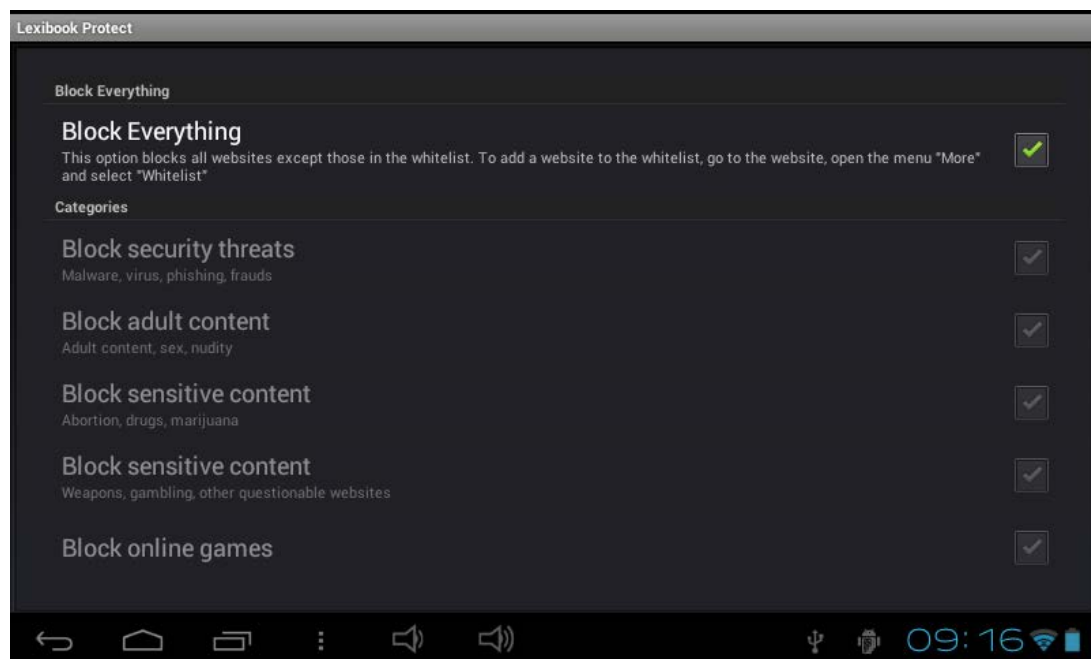 Lexibook Protect
Block Everything
Block Everything
This option blocks all websites except those in the whitelist. To add a website to the whitelist, go to the website, open the menu "More"
and select "Whitelist"
Categories
Block security threats
Malware, virus, phishing, frauds
Block adult content
Adult content, sex, nudity
Block sensitive content
Abortion, drugs, marijuana
Block sensitive content
Weapons, gambling, other questionable websites
Block online games
09:16